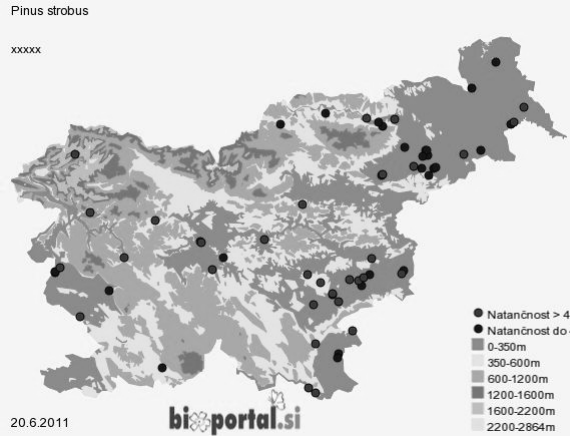 Pinus strobus
xxxxx
Natančnost > 4
Natančnost do
0-350m
350-600m
600-1200m
1200-1600m
1600-2200m
2200-2864m
20.6.2011
bioportal.si